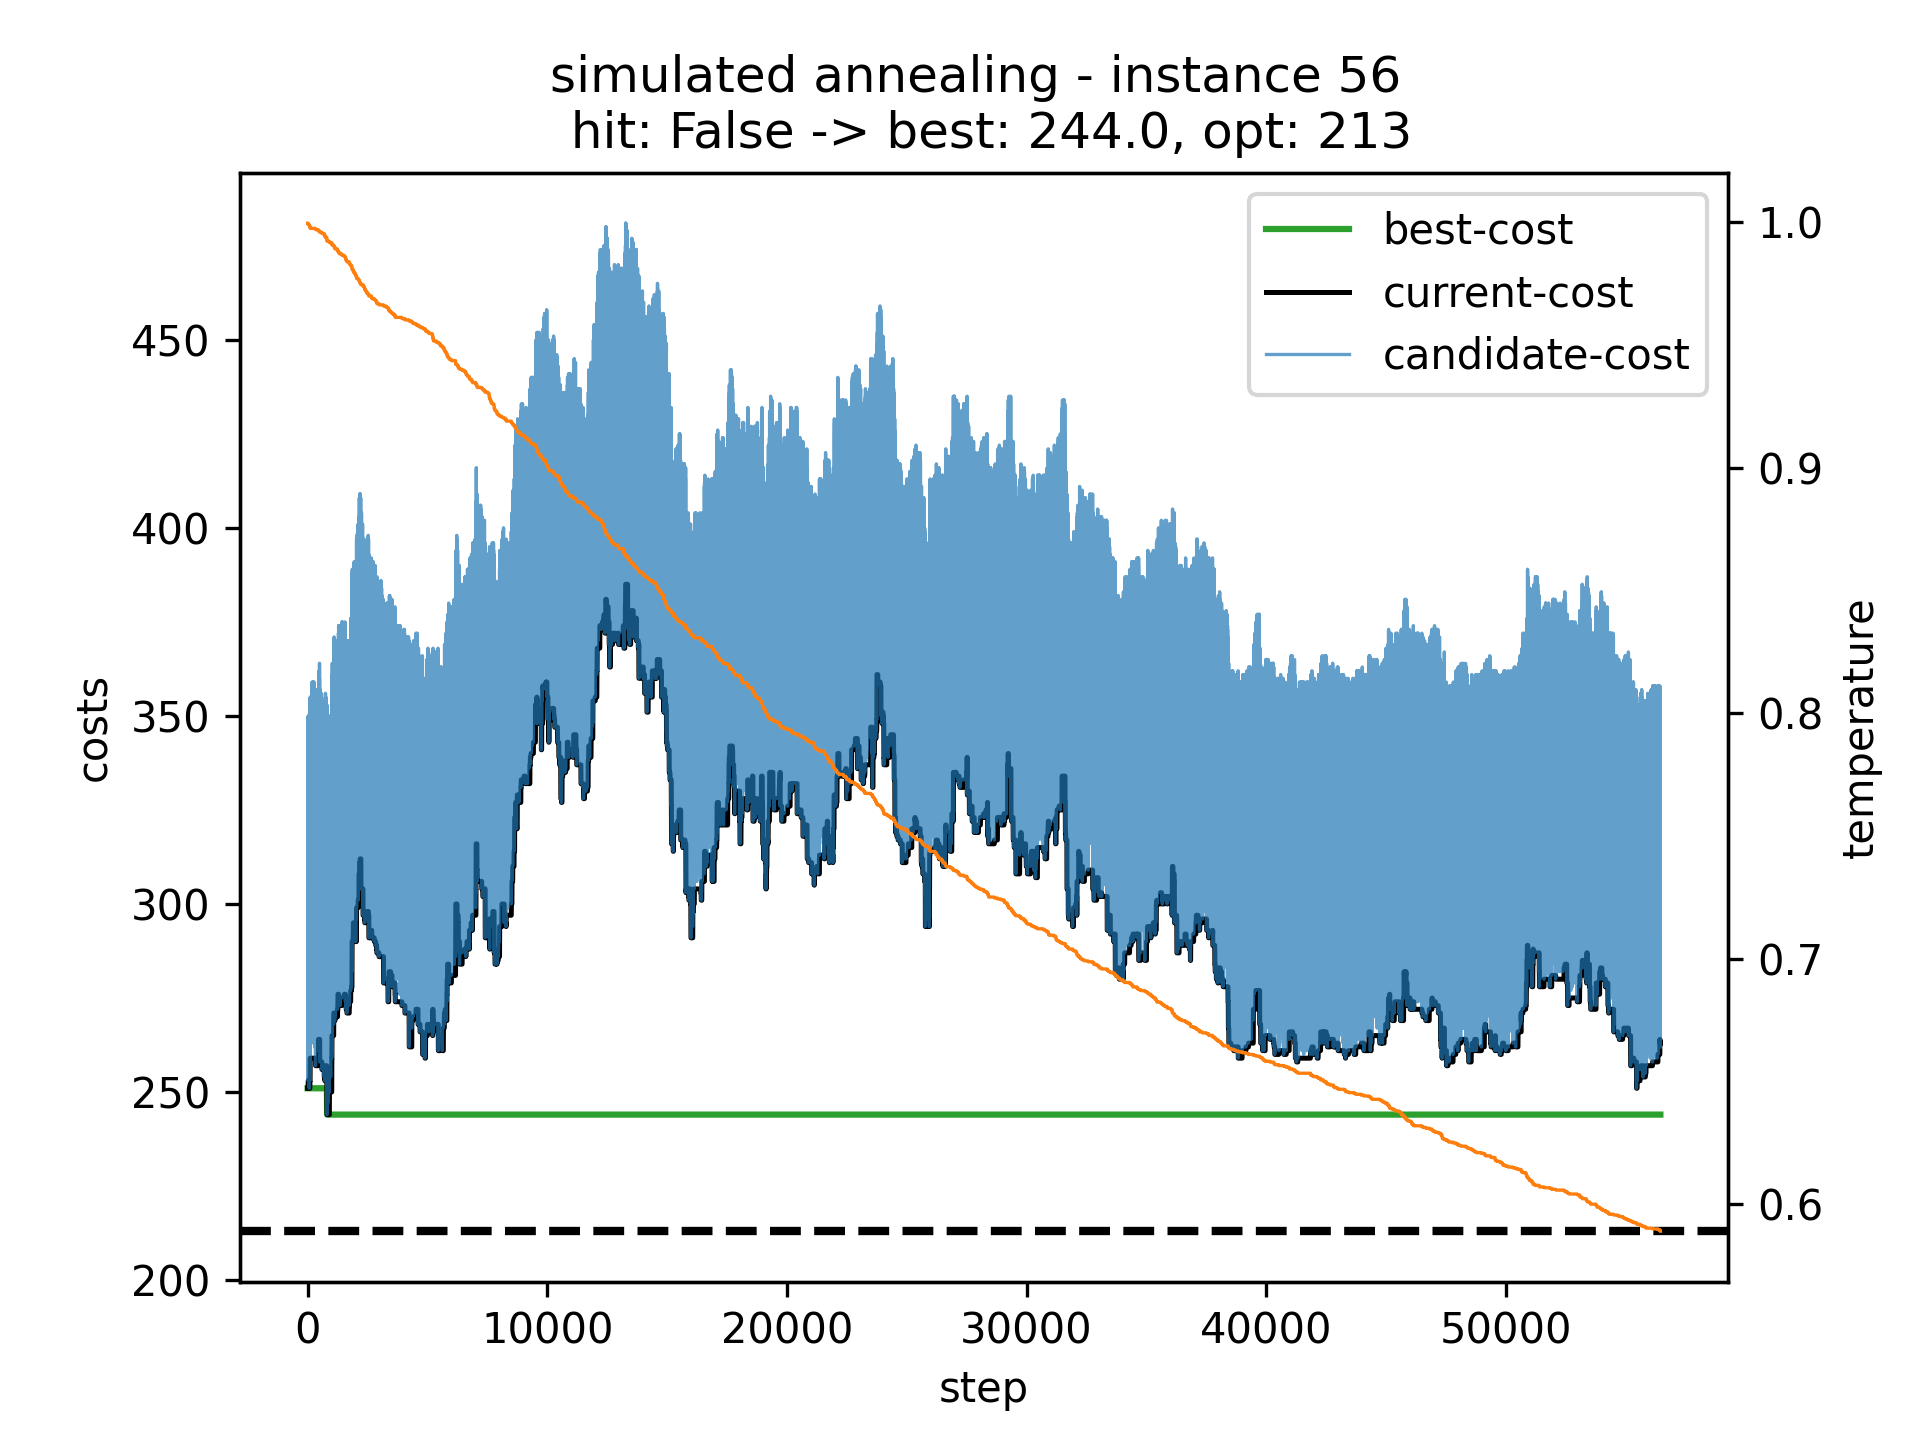 simulated annealing - instance 56
hit: False -> best: 244.0, opt: 213
best-cost
current-cost
candidate-cost
costs
450
400
350
300
250
200
1.0
0.9
0.8
0.7
0.6
temperature
0
10000
20000
30000
40000
50000
step